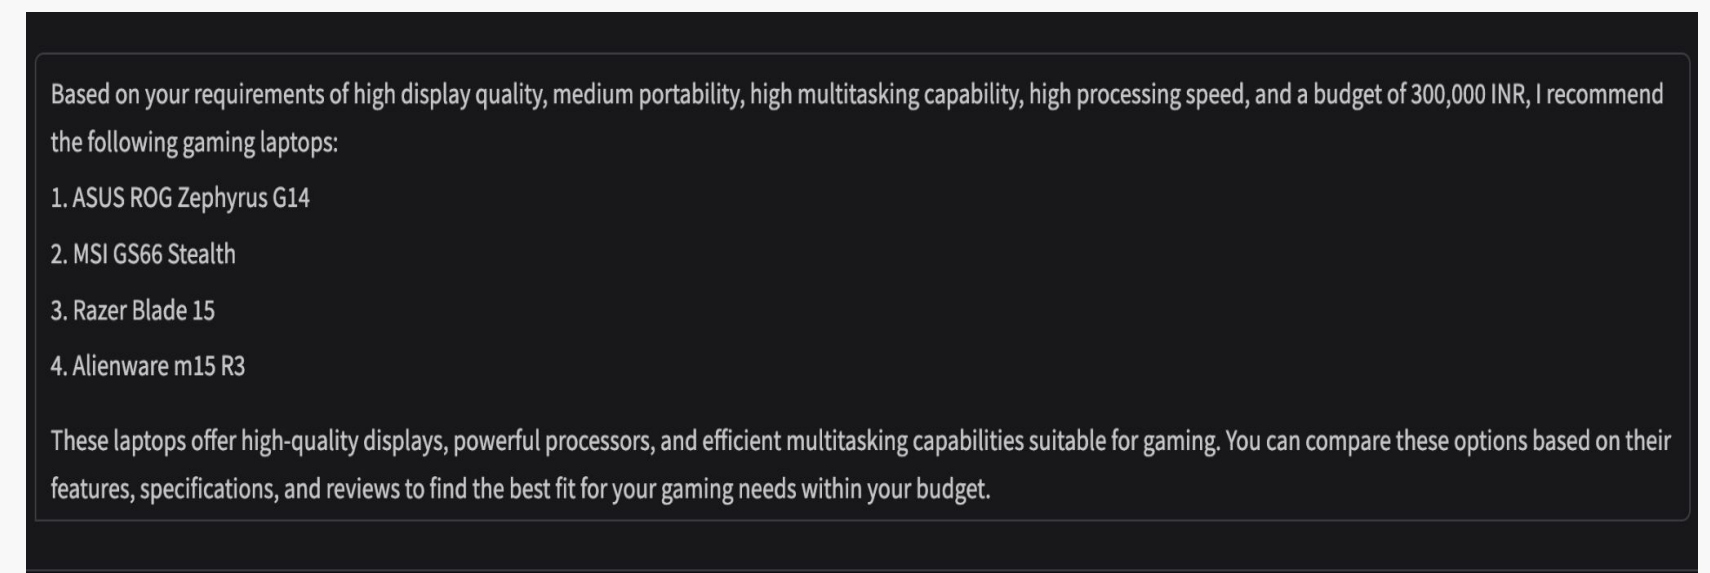 Based on your requirements of high display quality, medium portability, high multitasking capability, high processing speed, and a budget of 300,000 INR, I recommend
the following gaming laptops:
1. ASUS ROG Zephyrus G14
2. MSI GS66 Stealth
3. Razer Blade 15
4. Alienware m15 R3
These laptops offer high-quality displays, powerful processors, and efficient multitasking capabilities suitable for gaming. You can compare these options based on their
features, specifications, and reviews to find the best fit for your gaming needs within your budget.